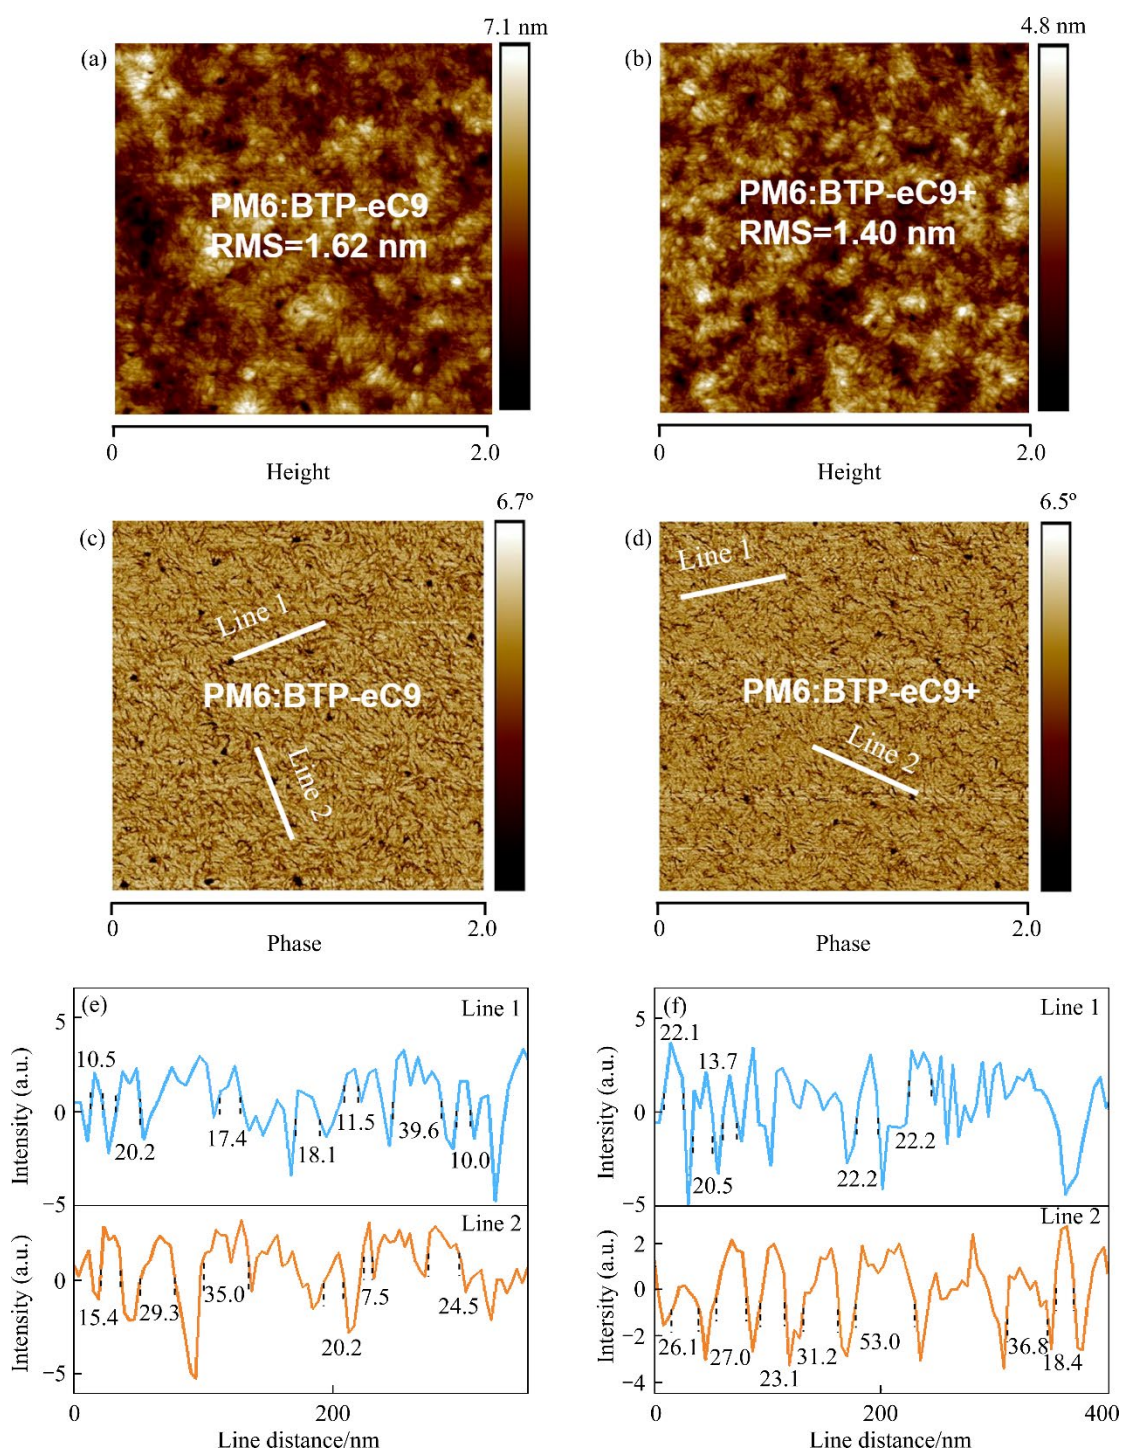 7.1 nm
4.8 nm
(a)
(b)
PM6:BTP-eC9
RMS=1.62 nm
PM6:BTP-eC9+
RMS=1.40 nm
0
2.0
0
2.0
Height
Height
6.7º
6.5º
(c)
(d)
Line 1
Line 1
PM6:BTP-eC9
PM6:BTP-eC9+
Line 2
Line 2
0
2.0
0
2.0
Phase
Phase
(e)
Line 1
5
0
−5
Intensity (a.u.)
10.5
20.2
17.4
18.1
11.5
39.6
10.0
Line 2
5
0
−5
Intensity (a.u.)
15.4
29.3
35.0
20.2
7.5
24.5
0
200
Line distance/nm
(f)
Line 1
5
0
−5
Intensity (a.u.)
22.1
13.7
20.5
22.2
22.2
Line 2
2
0
−2
−4
Intensity (a.u.)
26.1
27.0
23.1
31.2
53.0
36.8
18.4
0
200
400
Line distance/nm